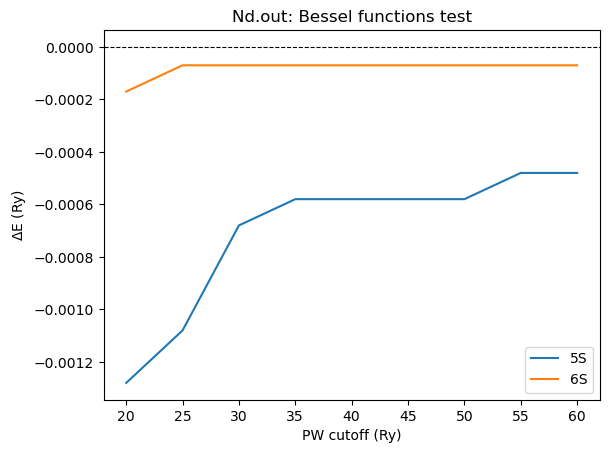 Nd.out: Bessel functions test
0.0000
−0.0002
−0.0004
−0.0006
−0.0008
−0.0010
−0.0012
ΔE (Ry)
5S
6S
20 25 30 35 40 45 50 55 60
PW cutoff (Ry)